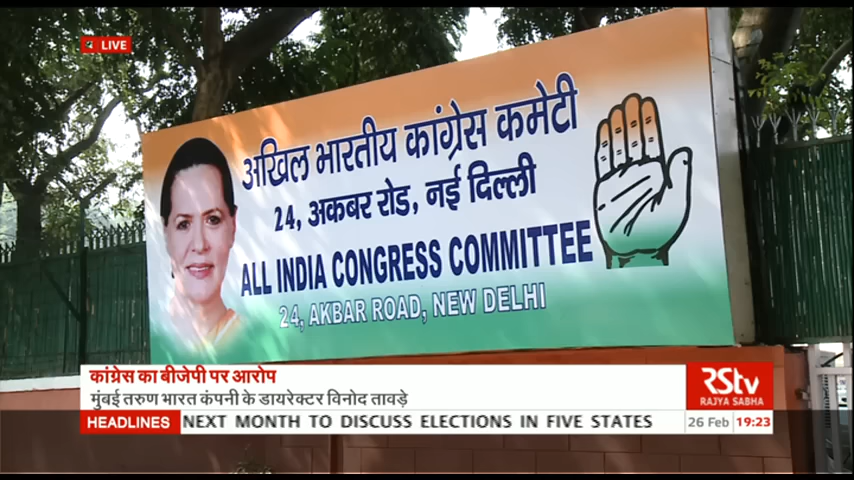 LIVE
अखिल भारतीय कांग्रेस कमेटी
24, अकबर रोड, नई दिल्ली
ALL INDIA CONGRESS COMMITTEE
24, AKBAR ROAD, NEW DELHI
कांग्रेस का बीजेपी पर आरोप
मुंबई तरुण भारत कंपनी के डायरेक्टर विनोद तावड़े
RStv
RAJYA SABHA
HEADLINES NEXT MONTH TO DISCUSS ELECTIONS IN FIVE STATES 26 Feb 19:23